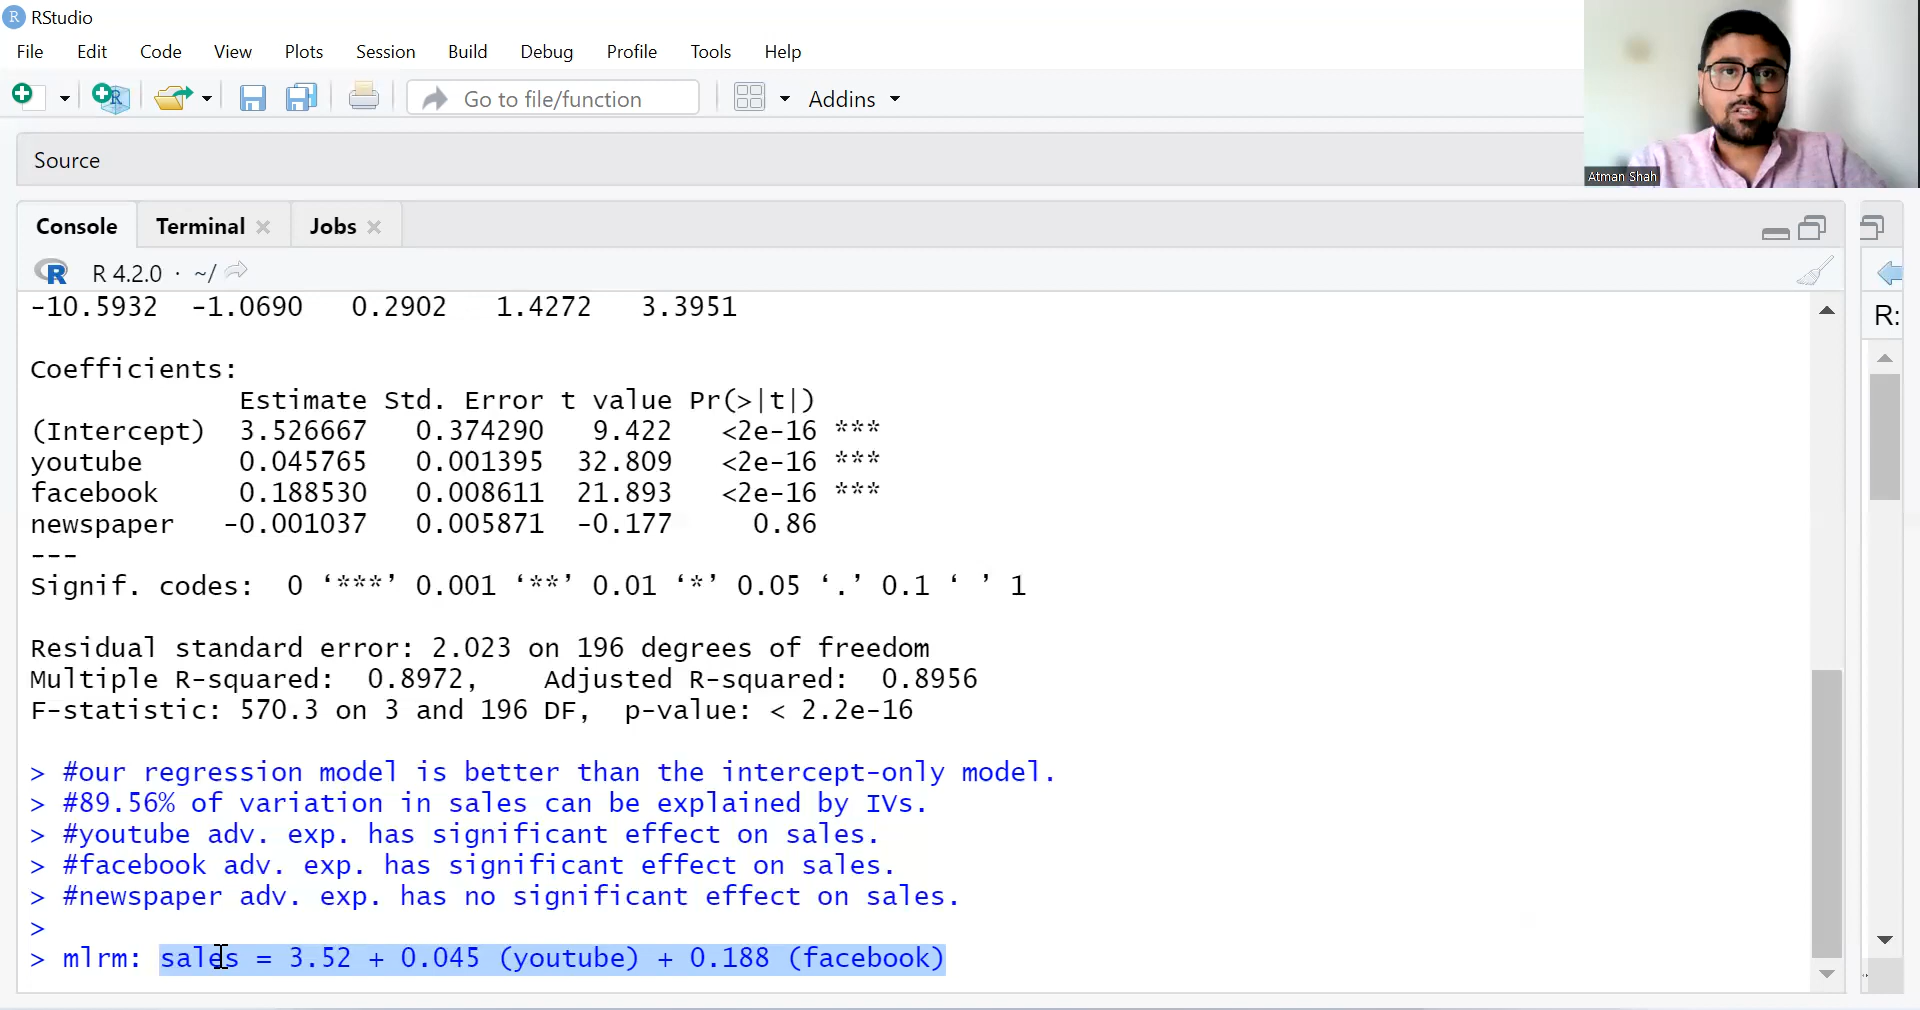 RStudio
File Edit Code View Plots Session Build Debug Profile Tools Help
Go to file/function Addins
Source
Atman Shah
Console Terminal Jobs
R 4.2.0 · ~/
R:
-10.5932 -1.0690 0.2902 1.4272 3.3951
Coefficients:
Estimate Std. Error t value Pr(>|t|)
(Intercept) 3.526667 0.374290 9.422 <2e-16 ***
youtube 0.045765 0.001395 32.809 <2e-16 ***
facebook 0.188530 0.008611 21.893 <2e-16 ***
newspaper -0.001037 0.005871 -0.177 0.86
---
Signif. codes: 0 ‘***’ 0.001 ‘**’ 0.01 ‘*’ 0.05 ‘.’ 0.1 ‘ ’ 1
Residual standard error: 2.023 on 196 degrees of freedom
Multiple R-squared: 0.8972, Adjusted R-squared: 0.8956
F-statistic: 570.3 on 3 and 196 DF, p-value: < 2.2e-16
> #our regression model is better than the intercept-only model.
> #89.56% of variation in sales can be explained by IVs.
> #youtube adv. exp. has significant effect on sales.
> #facebook adv. exp. has significant effect on sales.
> #newspaper adv. exp. has no significant effect on sales.
>
> mlrm: sales = 3.52 + 0.045 (youtube) + 0.188 (facebook)